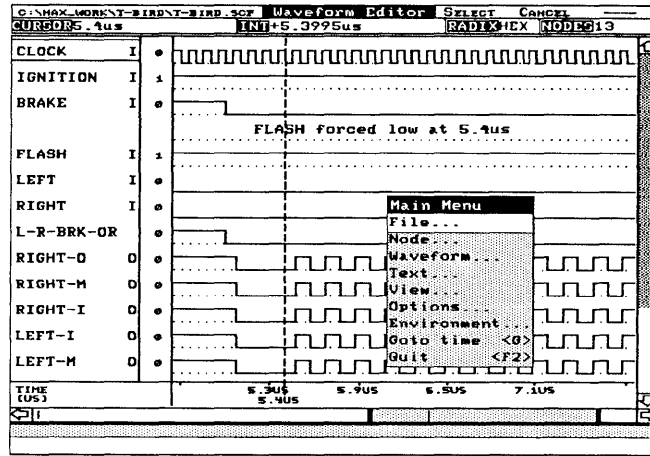 C:\MAX_WORK\T-BIRD\T-BIRD.SCF Waveform Editor SELECT CANCEL
CURSOR 5.4us INT +5.3995us RADIX HEX NODES 13
CLOCK I 0
IGNITION I 1
BRAKE I 0
FLASH forced low at 5.4us
FLASH I 1
LEFT I 0
RIGHT I 0
L-R-BRK-OR 0
RIGHT-O O 0
RIGHT-M O 0
RIGHT-I O 0
LEFT-I O 0
LEFT-M O 0
Main Menu
File...
Node...
Waveform...
Text...
View...
Options...
Environment...
Goto time <G>
Quit <F2>
TIME
(US)
5.3US 5.9US 6.5US 7.1US
5.4US